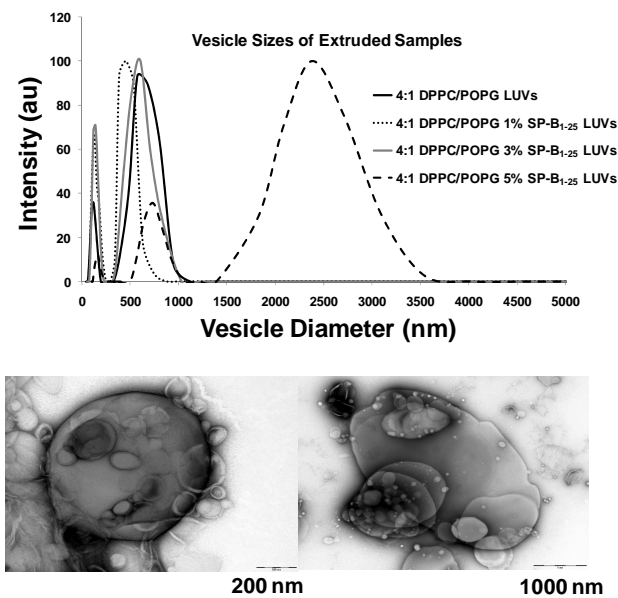 Vesicle Sizes of Extruded Samples
120
100
80
60
40
20
0
Intensity (au)
4:1 DPPC/POPG LUVs
4:1 DPPC/POPG 1% SP-B1-25 LUVs
4:1 DPPC/POPG 3% SP-B1-25 LUVs
4:1 DPPC/POPG 5% SP-B1-25 LUVs
0 500 1000 1500 2000 2500 3000 3500 4000 4500 5000
Vesicle Diameter (nm)
200 nm 1000 nm